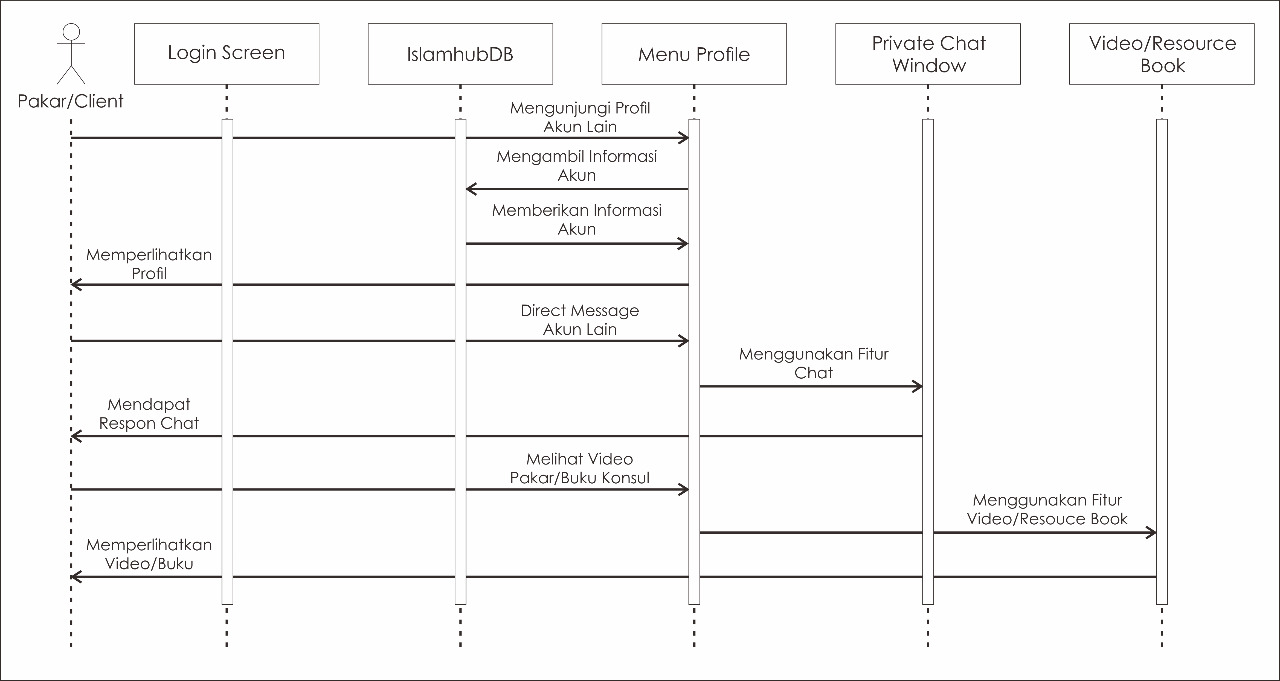 Pakar/Client
Login Screen
IslamhubDB
Menu Profile
Private Chat
Window
Video/Resource
Book
Mengunjungi Profil
Akun Lain
Mengambil Informasi
Akun
Memberikan Informasi
Akun
Memperlihatkan
Profil
Direct Message
Akun Lain
Menggunakan Fitur
Chat
Mendapat
Respon Chat
Melihat Video
Pakar/Buku Konsul
Menggunakan Fitur
Video/Resouce Book
Memperlihatkan
Video/Buku